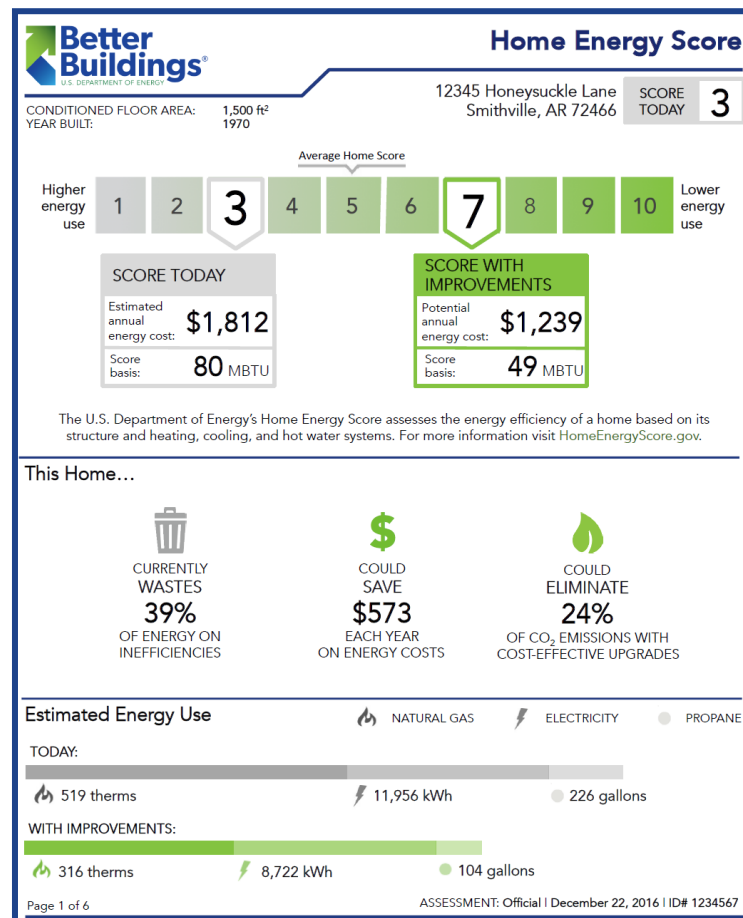 Better
Buildings®
U.S. DEPARTMENT OF ENERGY
Home Energy Score
12345 Honeysuckle Lane
Smithville, AR 72466
SCORE
TODAY
3
CONDITIONED FLOOR AREA: 1,500 ft²
YEAR BUILT: 1970
Average Home Score
Higher
energy
use
1 2 3 4 5 6 7 8 9 10
Lower
energy
use
SCORE TODAY
Estimated
annual
energy cost:
$1,812
Score
basis:
80 MBTU
SCORE WITH
IMPROVEMENTS
Potential
annual
energy cost:
$1,239
Score
basis:
49 MBTU
The U.S. Department of Energy's Home Energy Score assesses the energy efficiency of a home based on its
structure and heating, cooling, and hot water systems. For more information visit HomeEnergyScore.gov.
This Home...
CURRENTLY
WASTES
39%
OF ENERGY ON
INEFFICIENCIES
$
COULD
SAVE
$573
EACH YEAR
ON ENERGY COSTS
COULD
ELIMINATE
24%
OF CO₂ EMISSIONS WITH
COST-EFFECTIVE UPGRADES
Estimated Energy Use
NATURAL GAS ELECTRICITY PROPANE
TODAY:
519 therms 11,956 kWh 226 gallons
WITH IMPROVEMENTS:
316 therms 8,722 kWh 104 gallons
Page 1 of 6
ASSESSMENT: Official | December 22, 2016 | ID# 1234567